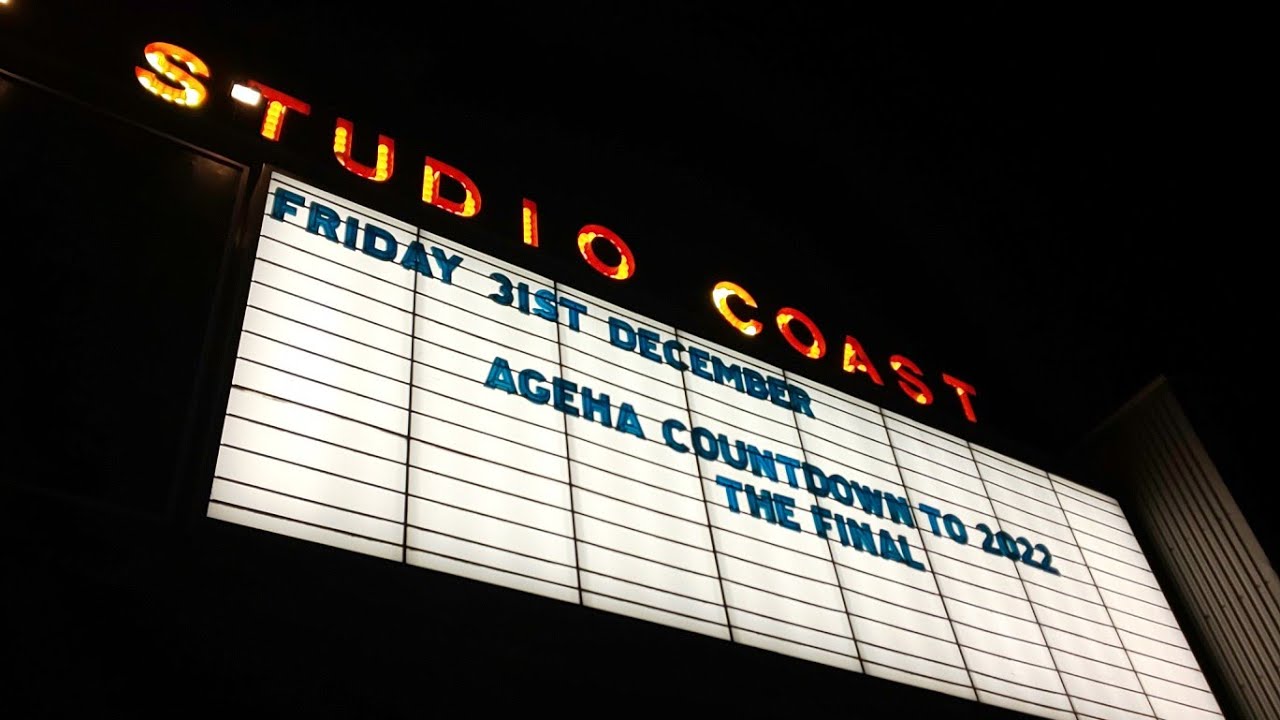 STUDIO COAST
FRIDAY 31ST DECEMBER
AGEHA COUNTDOWN TO 2022
THE FINAL